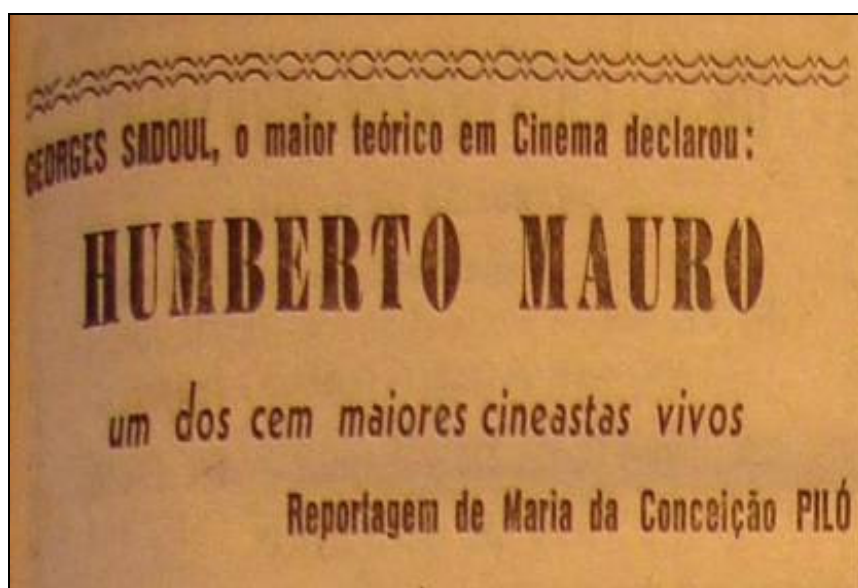 GEORGES SADOUL, o maior teórico em Cinema declarou:
HUMBERTO MAURO
um dos cem maiores cineastas vivos
Reportagem de Maria da Conceição PILÓ